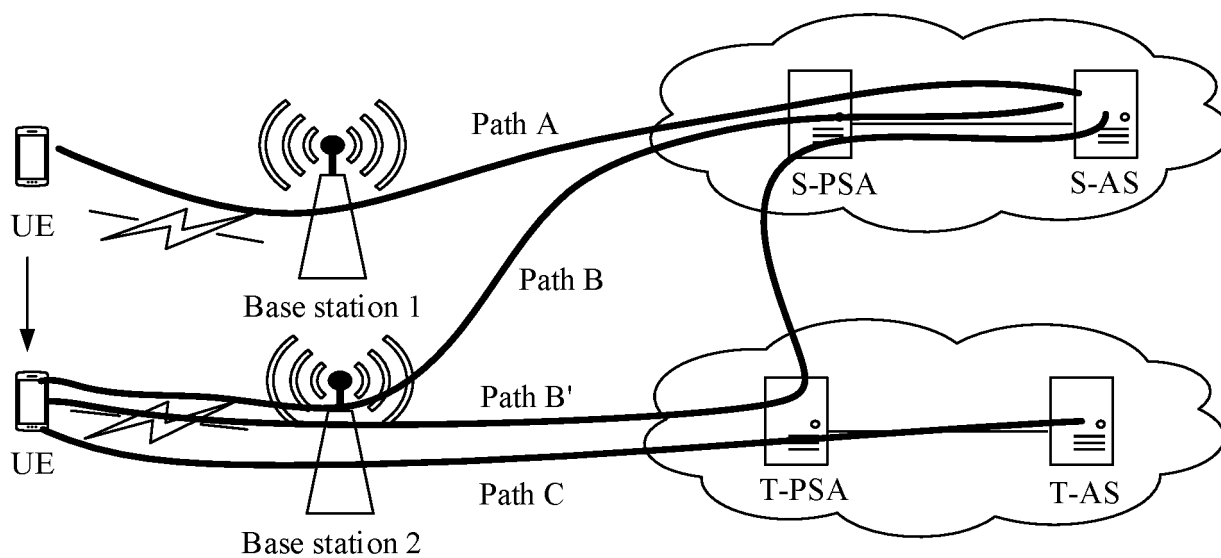 Path A
UE
S-PSA
S-AS
Path B
Base station 1
Path B'
UE
T-PSA
T-AS
Path C
Base station 2